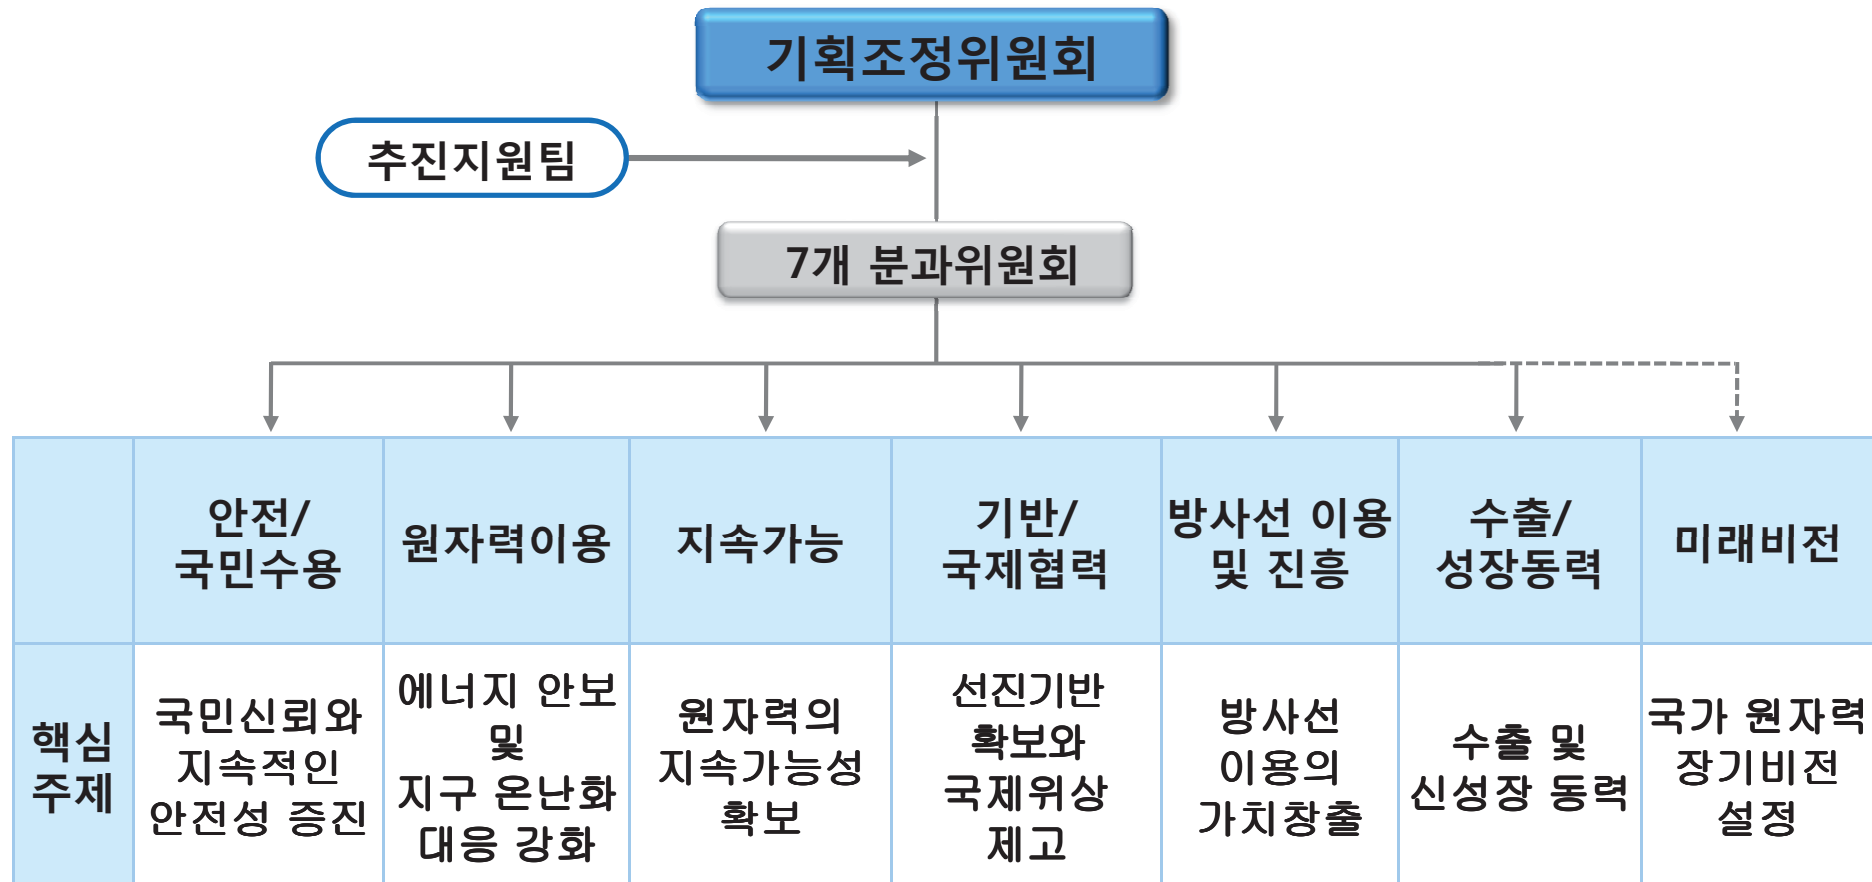 기획조정위원회
추진지원팀
7개 분과위원회
안전/
국민수용
원자력이용
지속가능
기반/
국제협력
방사선 이용
및 진흥
수출/
성장동력
미래비전
핵심
주제
국민신뢰와
지속적인
안전성 증진
에너지 안보
및
지구 온난화
대응 강화
원자력의
지속가능성
확보
선진기반
확보와
국제위상
제고
방사선
이용의
가치창출
수출 및
신성장 동력
국가 원자력
장기비전
설정